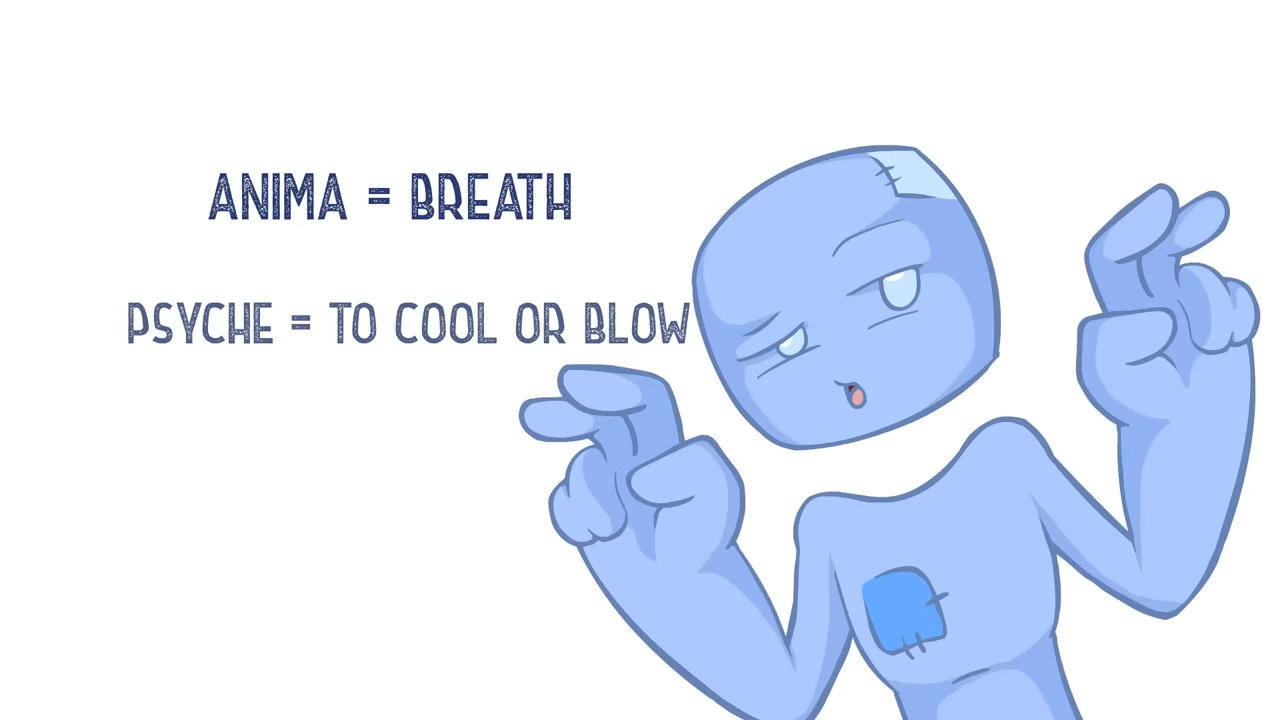 ANIMA = BREATH
PSYCHE = TO COOL OR BLOW